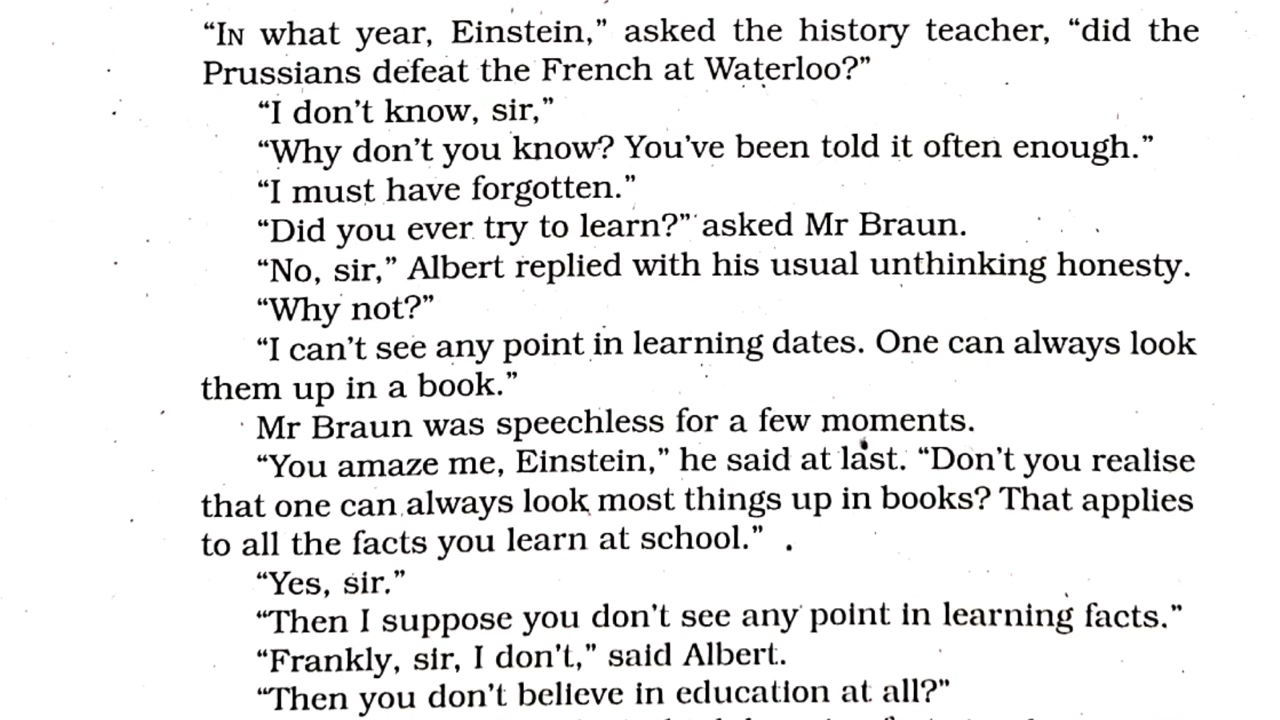 “IN what year, Einstein,” asked the history teacher, “did the
Prussians defeat the French at Waterloo?”
“I don’t know, sir,”
“Why don’t you know? You’ve been told it often enough.”
“I must have forgotten.”
“Did you ever try to learn?” asked Mr Braun.
“No, sir,” Albert replied with his usual unthinking honesty.
“Why not?”
“I can’t see any point in learning dates. One can always look
them up in a book.”
Mr Braun was speechless for a few moments.
“You amaze me, Einstein,” he said at last. “Don’t you realise
that one can always look most things up in books? That applies
to all the facts you learn at school.”
“Yes, sir.”
“Then I suppose you don’t see any point in learning facts.”
“Frankly, sir, I don’t,” said Albert.
“Then you don’t believe in education at all?”